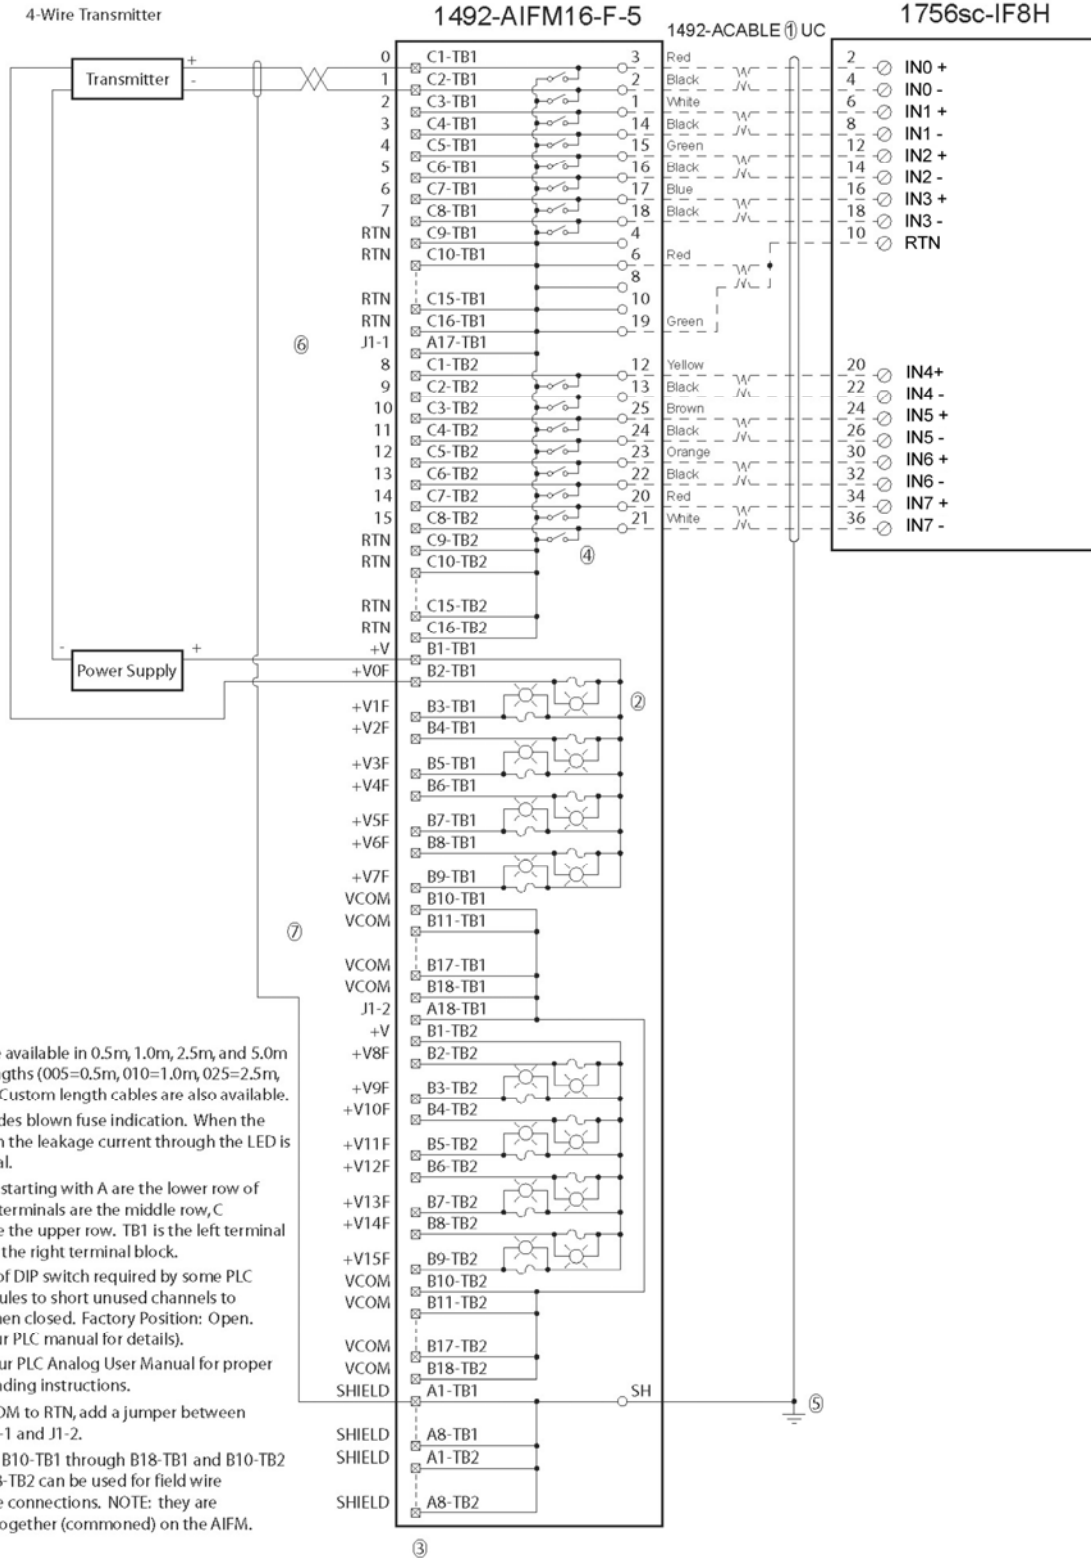 4-Wire Transmitter
1492-AIFM16-F-5
1492-ACABLE ① UC
1756sc-IF8H
Transmitter
+
-
0 C1-TB1 3 Red 2 IN0 +
1 C2-TB1 2 Black 4 IN0 -
2 C3-TB1 1 White 6 IN1 +
3 C4-TB1 14 Black 8 IN1 -
4 C5-TB1 15 Green 12 IN2 +
5 C6-TB1 16 Black 14 IN2 -
6 C7-TB1 17 Blue 16 IN3 +
7 C8-TB1 18 Black 18 IN3 -
RTN C9-TB1 4 10 RTN
RTN C10-TB1 6 Red
8
RTN C15-TB1 10
RTN C16-TB1 19 Green
⑥
J1-1 A17-TB1
8 C1-TB2 12 Yellow 20 IN4+
9 C2-TB2 13 Black 22 IN4 -
10 C3-TB2 25 Brown 24 IN5 +
11 C4-TB2 24 Black 26 IN5 -
12 C5-TB2 23 Orange 30 IN6 +
13 C6-TB2 22 Black 32 IN6 -
14 C7-TB2 20 Red 34 IN7 +
15 C8-TB2 21 White 36 IN7 -
RTN C9-TB2
④
RTN C10-TB2
RTN C15-TB2
RTN C16-TB2
- +
Power Supply
+V B1-TB1
+V0F B2-TB1
②
+V1F B3-TB1
+V2F B4-TB1
+V3F B5-TB1
+V4F B6-TB1
+V5F B7-TB1
+V6F B8-TB1
+V7F B9-TB1
VCOM B10-TB1
VCOM B11-TB1
⑦
VCOM B17-TB1
VCOM B18-TB1
J1-2 A18-TB1
+V B1-TB2
+V8F B2-TB2
+V9F B3-TB2
+V10F B4-TB2
+V11F B5-TB2
+V12F B6-TB2
+V13F B7-TB2
+V14F B8-TB2
+V15F B9-TB2
VCOM B10-TB2
VCOM B11-TB2
VCOM B17-TB2
VCOM B18-TB2
SHIELD A1-TB1 SH
⑤
SHIELD A8-TB1
SHIELD A1-TB2
SHIELD A8-TB2
③
available in 0.5m, 1.0m, 2.5m, and 5.0m
gths (005=0.5m, 010=1.0m, 025=2.5m,
Custom length cables are also available.
des blown fuse indication. When the
the leakage current through the LED is
al.
starting with A are the lower row of
terminals are the middle row, C
the upper row. TB1 is the left terminal
the right terminal block.
of DIP switch required by some PLC
ules to short unused channels to
en closed. Factory Position: Open.
r PLC manual for details).
ur PLC Analog User Manual for proper
ding instructions.
OM to RTN, add a jumper between
-1 and J1-2.
B10-TB1 through B18-TB1 and B10-TB2
-TB2 can be used for field wire
connections. NOTE: they are
ogether (commoned) on the AIFM.